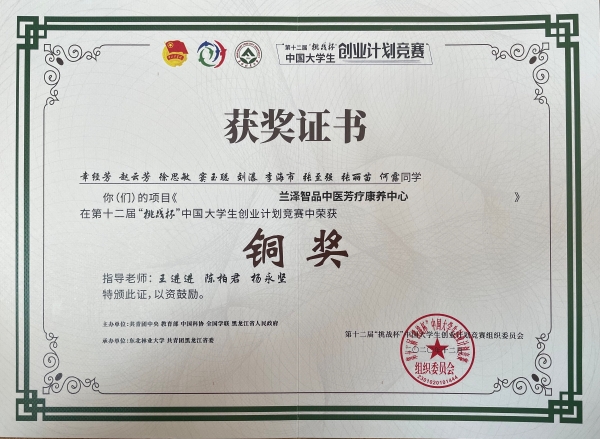 第十二届"挑战杯"
中国大学生 创业计划竞赛
获奖证书
章经芳 赵云芳 徐思敏 窦玉聪 刘潘 李海市 张至强 张丽苗 何露同学
你(们)的项目《 兰泽智品中医芳疗康养中心 》
在第十二届"挑战杯"中国大学生创业计划竞赛中荣获
铜奖
指导老师: 王进进 陈柏君 杨永坚
特颁此证,以资鼓励。
主办单位:共青团中央 教育部 中国科协 全国学联 黑龙江省人民政府
承办单位:东北林业大学 共青团黑龙江省委
第十二届"挑战杯"中国大学生创业计划竞赛组织委员会
组织委员会